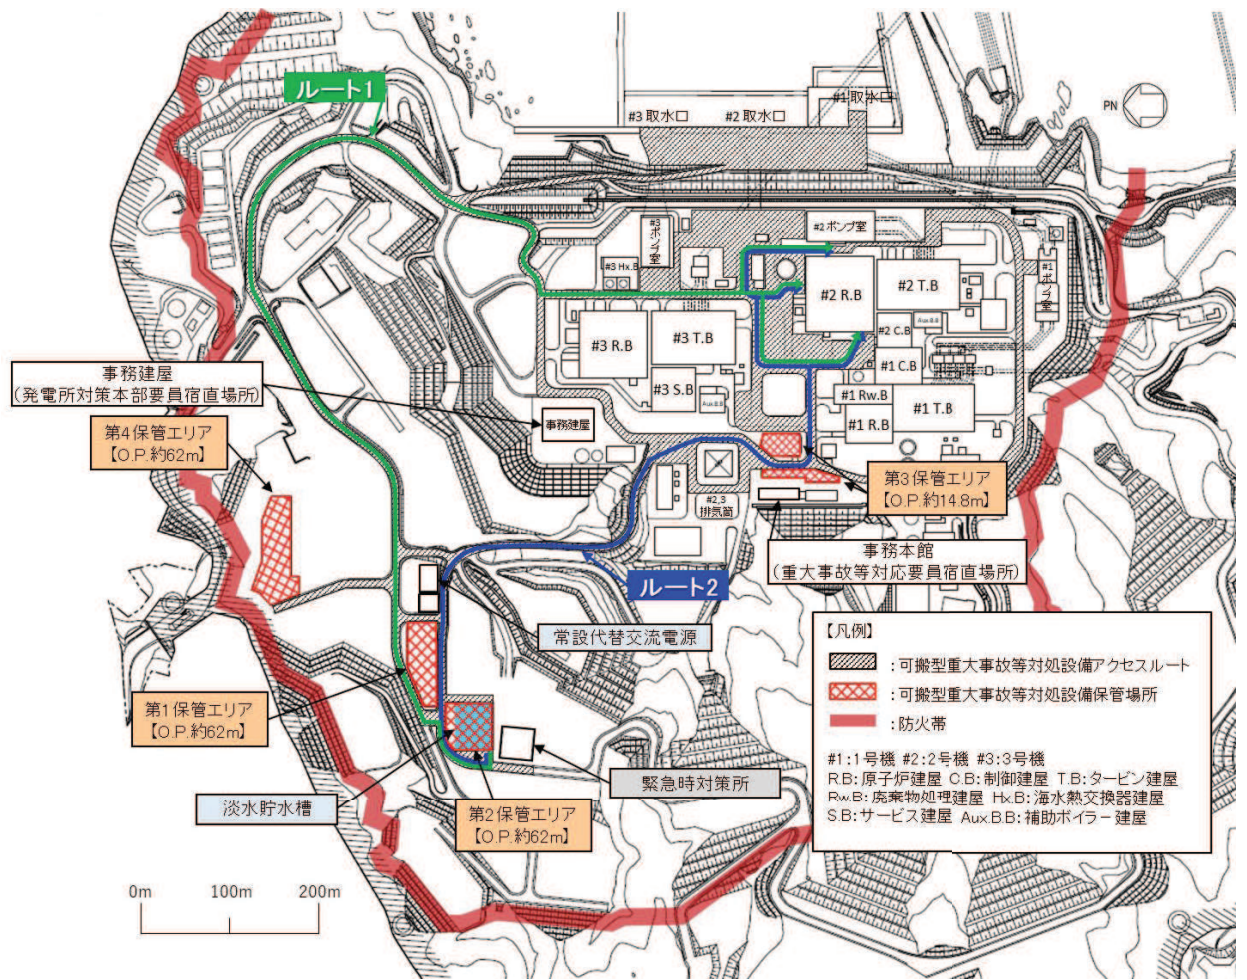 ルート1
#1 取水口
#3 取水口
#2 取水口
PN
#3
ポンプ室
#2 ポンプ室
#3 Hx.B
#1
ポンプ室
#2 R.B
#2 T.B
#3 R.B
#3 T.B
#2 C.B
Aux.B.B
#1 C.B
#3 S.B
Aux.B.B
#1 Rw.B
#1 T.B
#1 R.B
事務建屋
(発電所対策本部要員宿直場所)
事務建屋
第4保管エリア
【O.P.約62m】
第3保管エリア
【O.P.約14.8m】
#2,3
排気筒
事務本館
(重大事故等対応要員宿直場所)
ルート2
常設代替交流電源
第1保管エリア
【O.P.約62m】
緊急時対策所
淡水貯水槽
第2保管エリア
【O.P.約62m】
【凡例】
:可搬型重大事故等対処設備アクセスルート
:可搬型重大事故等対処設備保管場所
:防火帯
#1:1号機 #2:2号機 #3:3号機
R.B:原子炉建屋 C.B:制御建屋 T.B:タービン建屋
Rw.B:廃棄物処理建屋 Hx.B:海水熱交換器建屋
S.B:サービス建屋 Aux.B.B:補助ボイラー建屋
0m 100m 200m